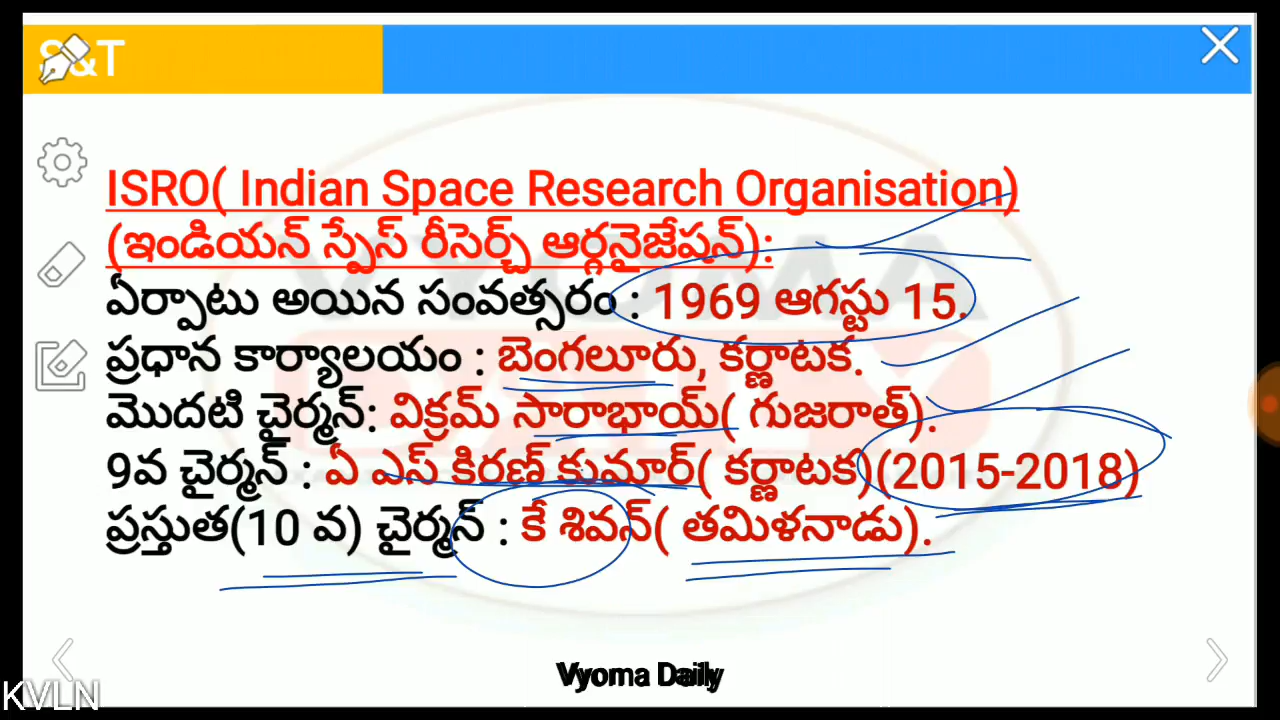 S&T
ISRO( Indian Space Research Organisation)
(ఇండియన్ స్పేస్ రీసెర్చ్ ఆర్గనైజేషన్):
ఏర్పాటు అయిన సంవత్సరం : 1969 ఆగస్టు 15.
ప్రధాన కార్యాలయం : బెంగలూరు, కర్ణాటక.
మొదటి చైర్మన్: విక్రమ్ సారాభాయ్( గుజరాత్).
9వ చైర్మన్ : ఏ ఎస్ కిరణ్ కుమార్( కర్ణాటక)(2015-2018)
ప్రస్తుత(10 వ) చైర్మన్ : కే శివన్( తమిళనాడు).
Vyoma Daily
KVLN